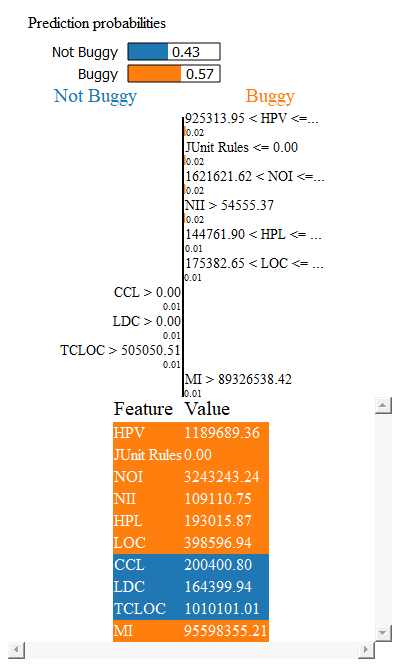 Prediction probabilities
Not Buggy 0.43
Buggy 0.57
Not Buggy Buggy
925313.95 < HPV <=...
0.02
JUnit Rules <= 0.00
0.02
1621621.62 < NOI <=...
0.02
NII > 54555.37
0.02
144761.90 < HPL <= ...
0.01
175382.65 < LOC <= ...
0.01
CCL > 0.00
0.01
LDC > 0.00
0.01
TCLOC > 505050.51
0.01
MI > 89326538.42
0.01
Feature Value
HPV 1189689.36
JUnit Rules 0.00
NOI 3243243.24
NII 109110.75
HPL 193015.87
LOC 398596.94
CCL 200400.80
LDC 164399.94
TCLOC 1010101.01
MI 95598355.21